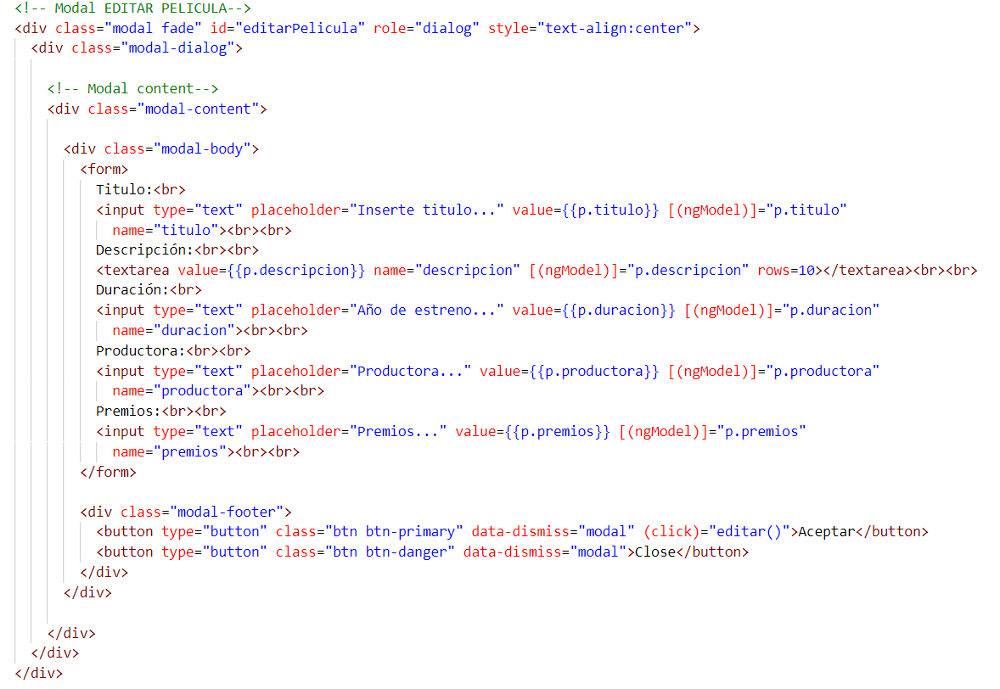 <!-- Modal EDITAR PELICULA-->
<div class="modal fade" id="editarPelicula" role="dialog" style="text-align:center">
<div class="modal-dialog">
<!-- Modal content-->
<div class="modal-content">
<div class="modal-body">
<form>
Titulo:<br>
<input type="text" placeholder="Inserte titulo..." value={{p.titulo}} [(ngModel)]="p.titulo"
name="titulo"><br><br>
Descripción:<br><br>
<textarea value={{p.descripcion}} name="descripcion" [(ngModel)]="p.descripcion" rows=10></textarea><br><br>
Duración:<br>
<input type="text" placeholder="Año de estreno..." value={{p.duracion}} [(ngModel)]="p.duracion"
name="duracion"><br><br>
Productora:<br><br>
<input type="text" placeholder="Productora..." value={{p.productora}} [(ngModel)]="p.productora"
name="productora"><br><br>
Premios:<br><br>
<input type="text" placeholder="Premios..." value={{p.premios}} [(ngModel)]="p.premios"
name="premios"><br><br>
</form>
<div class="modal-footer">
<button type="button" class="btn btn-primary" data-dismiss="modal" (click)="editar()">Aceptar</button>
<button type="button" class="btn btn-danger" data-dismiss="modal">Close</button>
</div>
</div>
</div>
</div>
</div>